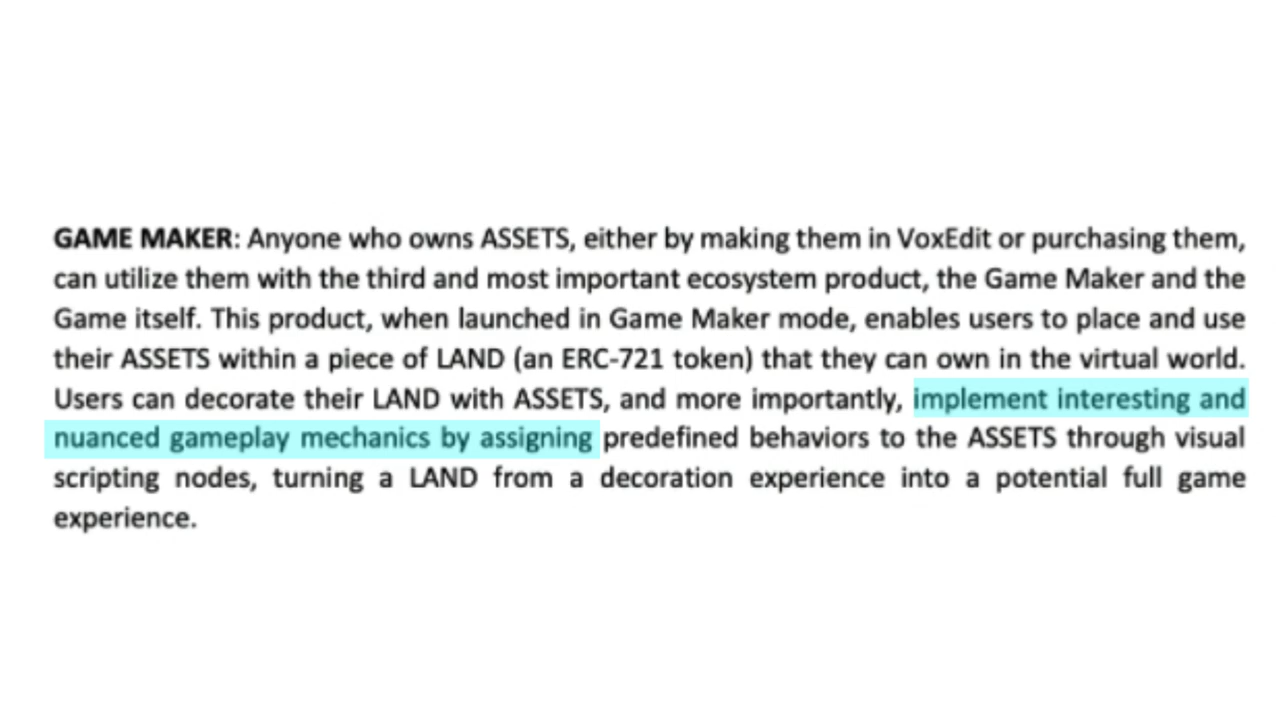 GAME MAKER: Anyone who owns ASSETS, either by making them in VoxEdit or purchasing them,
can utilize them with the third and most important ecosystem product, the Game Maker and the
Game itself. This product, when launched in Game Maker mode, enables users to place and use
their ASSETS within a piece of LAND (an ERC-721 token) that they can own in the virtual world.
Users can decorate their LAND with ASSETS, and more importantly, implement interesting and
nuanced gameplay mechanics by assigning predefined behaviors to the ASSETS through visual
scripting nodes, turning a LAND from a decoration experience into a potential full game
experience.